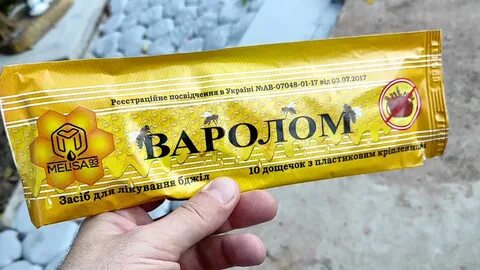 Реєстраційне посвідчення в Україні №АВ-07048-01-17 від 03.07.2017
ВАРОЛОМ
MELISA 93
10 дощечок з пластиковим кріпленням
Засіб для лікування бджіл